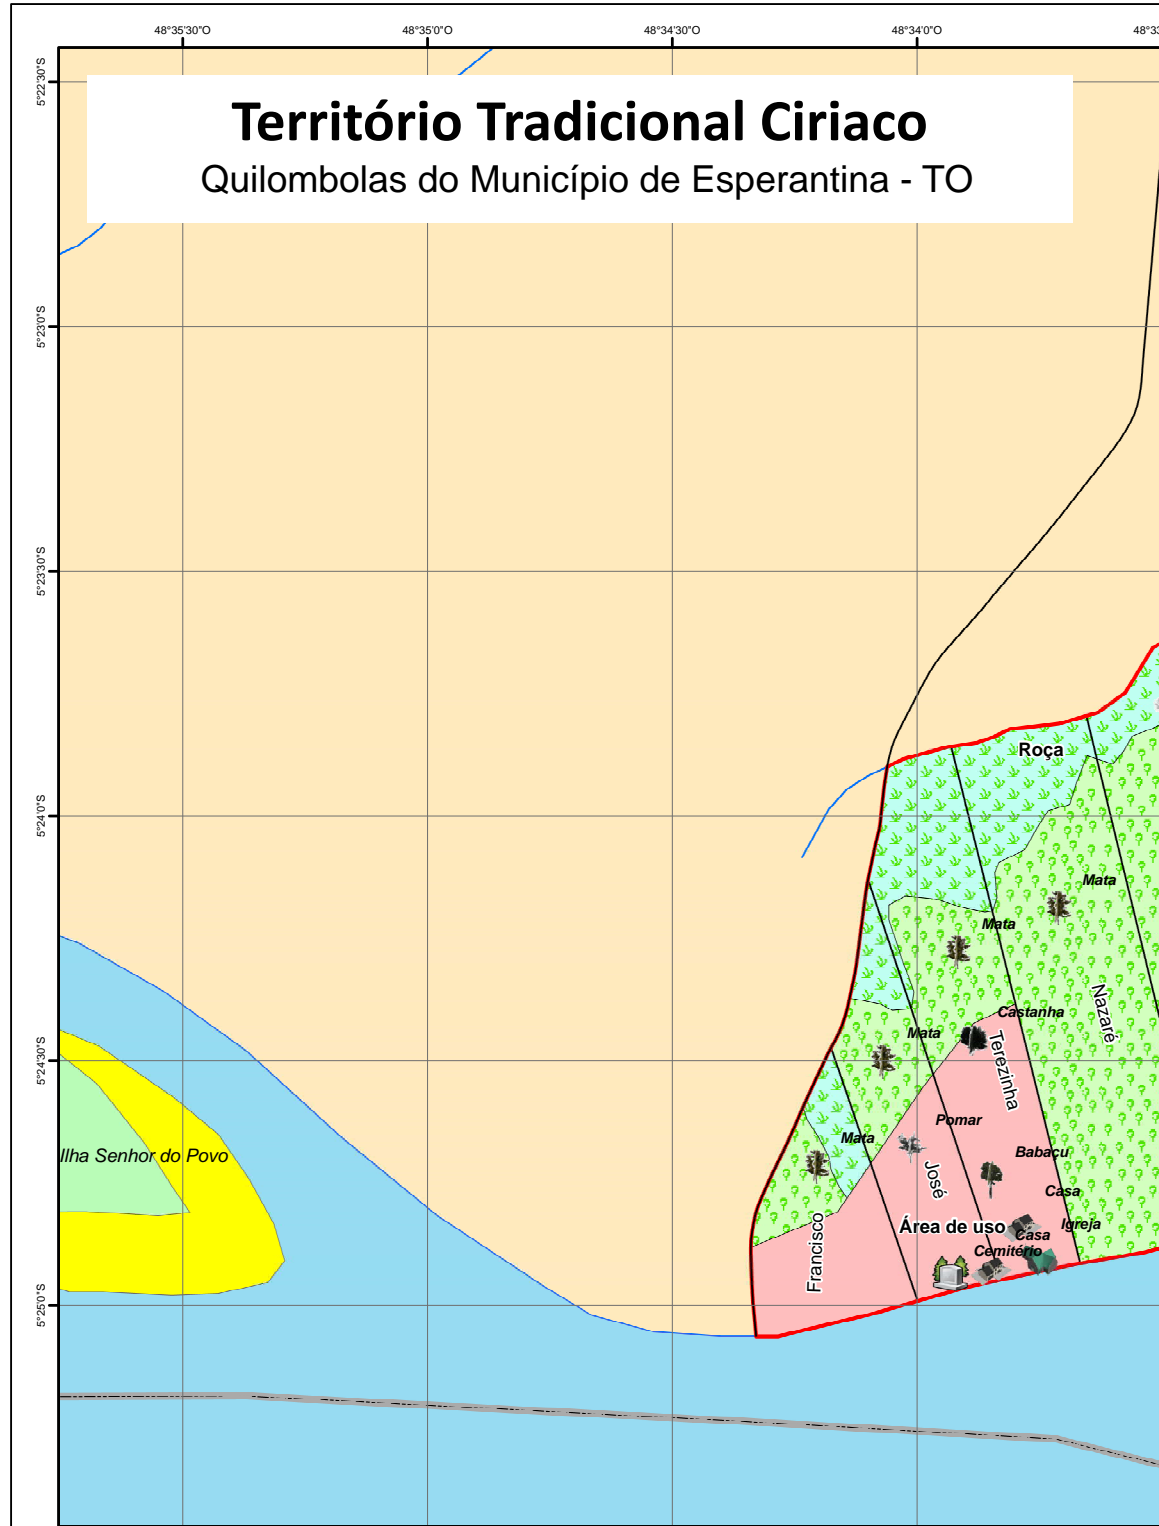 48°35'30"O
48°35'0"O
48°34'30"O
48°34'0"O
48°33
5°22'30"S
Território Tradicional Ciriaco
Quilombolas do Município de Esperantina - TO
5°23'0"S
5°23'30"S
Roça
5°24'0"S
Mata
Mata
Nazaré
Castanha
Mata
Terezinha
5°24'30"S
Pomar
Mata
Babaçu
Ilha Senhor do Povo
José
Casa
Área de uso
Igreja
Casa
Francisco
Cemitério
5°25'0"S